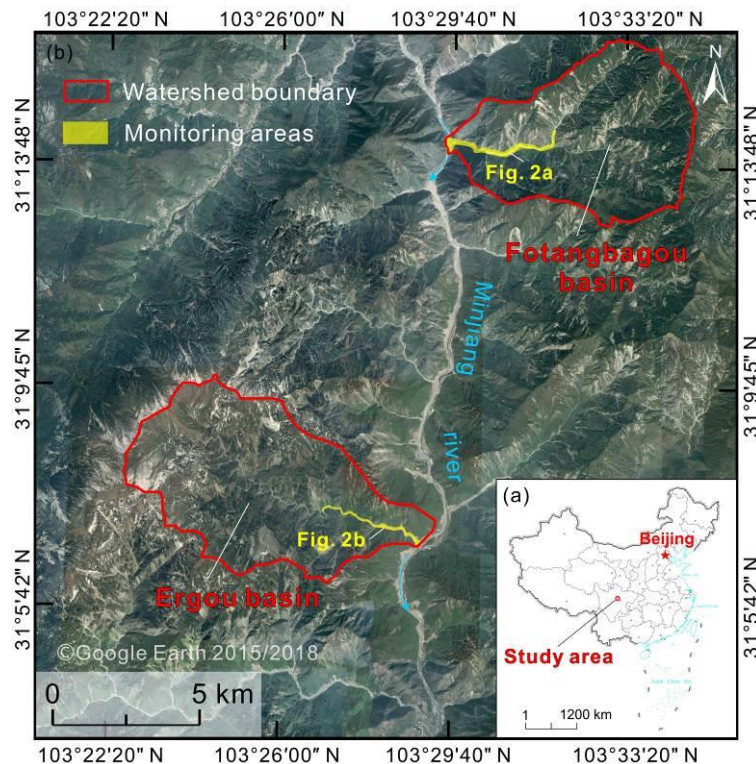 103°22'20" N 103°26'00" N 103°29'40" N 103°33'20" N
(b)
N
Watershed boundary
Monitoring areas
31°13'48" N
31°13'48" N
Fig. 2a
Fotangbagou
basin
Minjiang
river
31°9'45" N
31°9'45" N
(a)
Beijing
Fig. 2b
Ergou basin
Study area
31°5'42" N
31°5'42" N
©Google Earth 2015/2018
0 5 km
1 1200 km
103°22'20" N 103°26'00" N 103°29'40" N 103°33'20" N